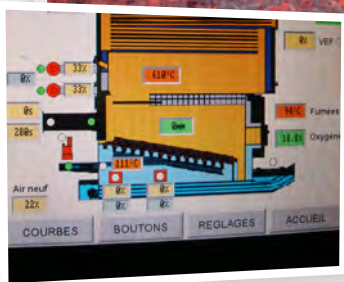 0% VEF
33%
0%
33%
610°C
0s
200s
0mm
94°C Fumées
10.8% Oxygène
111°C
Air neuf
22%
0% 0%
0% 0%
COURBES BOUTONS REGLAGES ACCUEIL